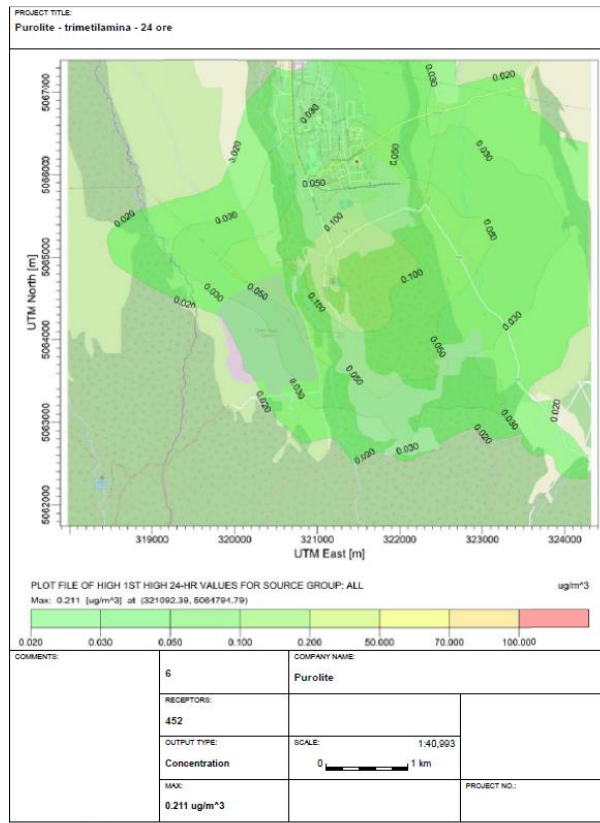 PROJECT TITLE:
Purolite - trimetilamina - 24 ore
UTM North [m]
5067000
5066000
5065000
5064000
5063000
5062000
0.020
0.030
0.030
0.020
0.050
0.030
0.050
0.100
0.020
0.030
0.050
0.030
0.050
0.100
0.020
0.100
0.030
0.050
0.050
0.030
0.020
0.020
0.030
0.020
0.030
0.020
319000 320000 321000 322000 323000 324000
UTM East [m]
PLOT FILE OF HIGH 1ST HIGH 24-HR VALUES FOR SOURCE GROUP: ALL ug/m^3
Max: 0.211 [ug/m^3] at (321092.39, 5064794.79)
0.020 0.030 0.050 0.100 0.200 50.000 70.000 100.000
COMMENTS:
6
COMPANY NAME:
Purolite
RECEPTORS:
452
OUTPUT TYPE:
Concentration
SCALE: 1:40,993
0 1 km
MAX:
0.211 ug/m^3
PROJECT NO.: